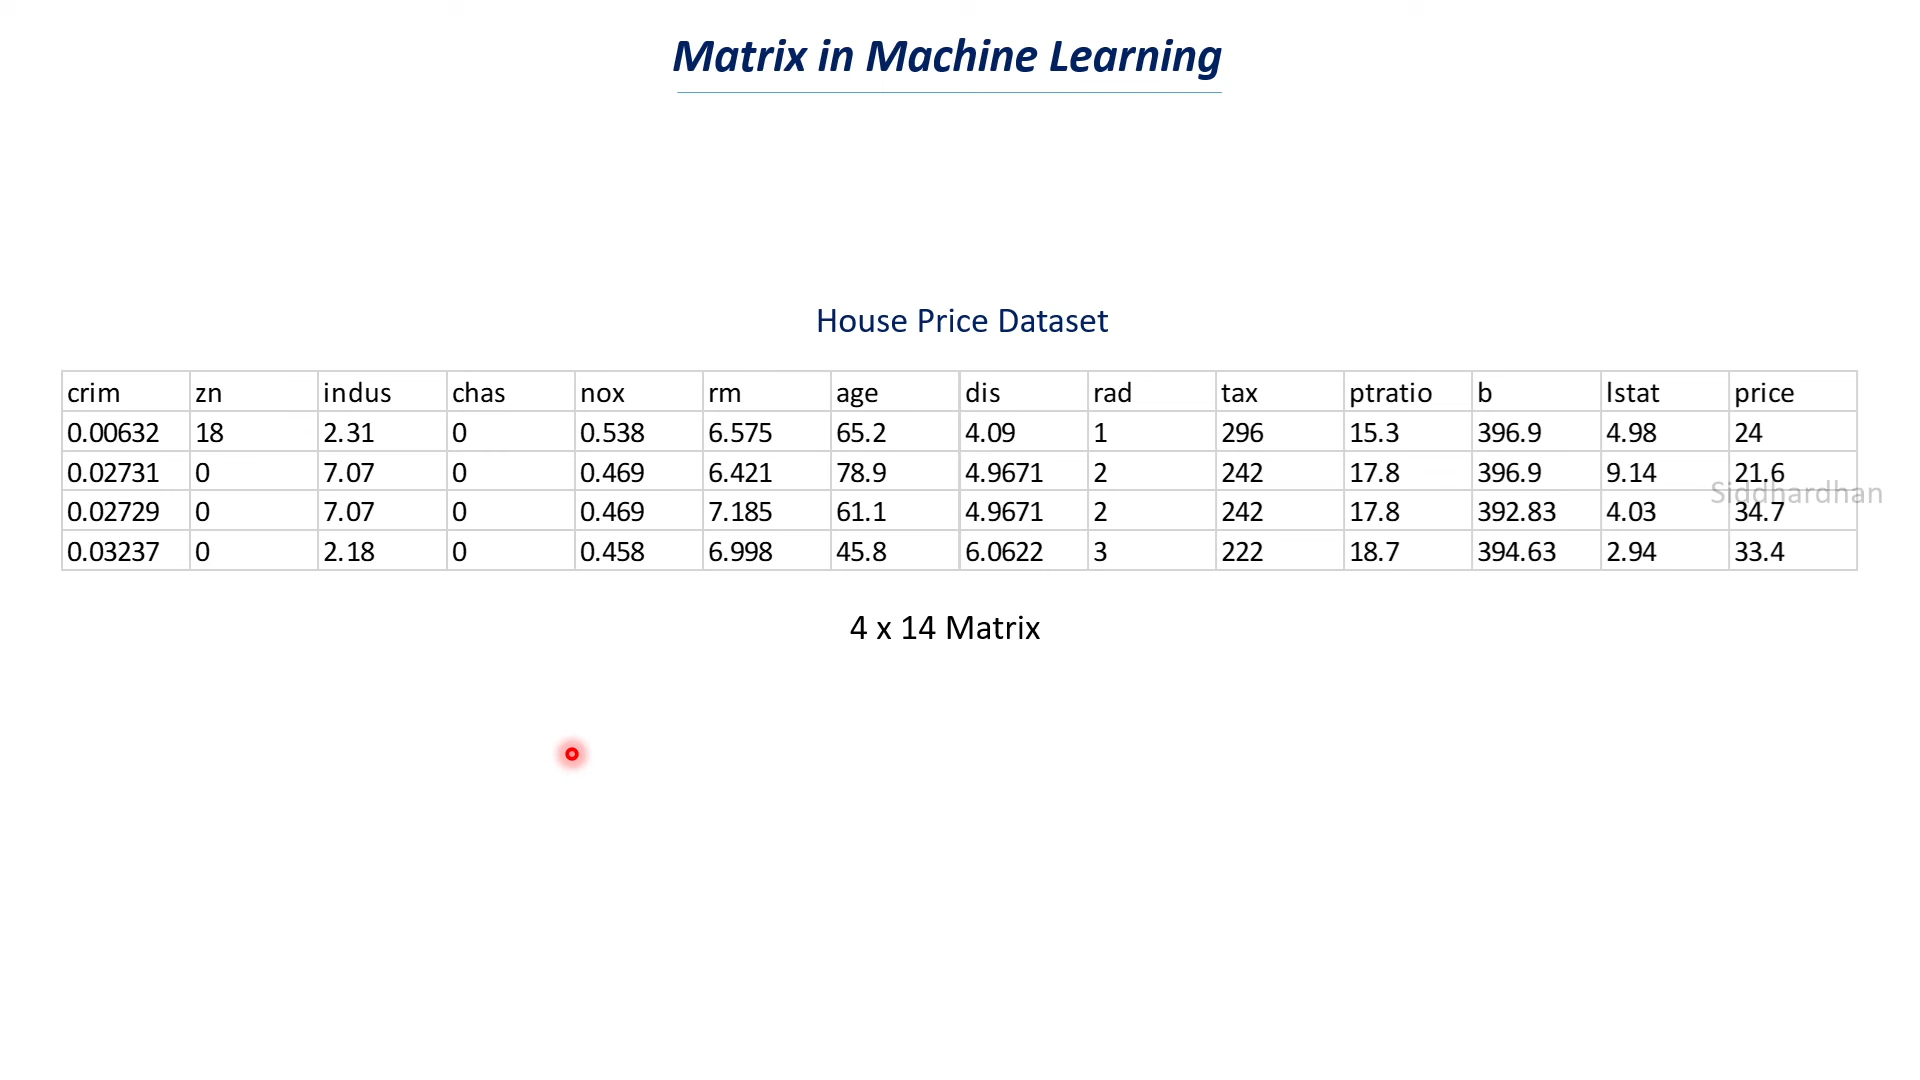 Matrix in Machine Learning
House Price Dataset
crim zn indus chas nox rm age dis rad tax ptratio b lstat price
0.00632 18 2.31 0 0.538 6.575 65.2 4.09 1 296 15.3 396.9 4.98 24
0.02731 0 7.07 0 0.469 6.421 78.9 4.9671 2 242 17.8 396.9 9.14 21.6
Siddhardhan
0.02729 0 7.07 0 0.469 7.185 61.1 4.9671 2 242 17.8 392.83 4.03 34.7
0.03237 0 2.18 0 0.458 6.998 45.8 6.0622 3 222 18.7 394.63 2.94 33.4
4 x 14 Matrix